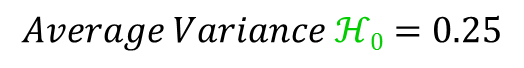 Average Variance ℋ₀ = 0.25